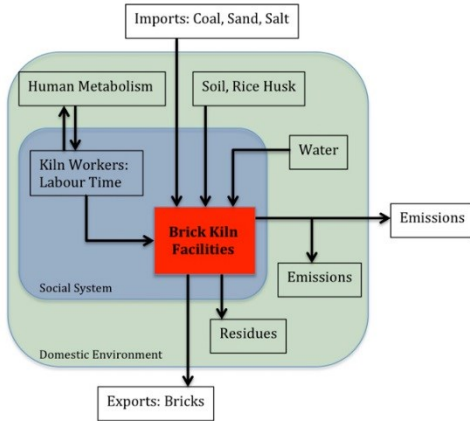 Imports: Coal, Sand, Salt
Human Metabolism
Soil, Rice Husk
Water
Kiln Workers:
Labour Time
Brick Kiln
Facilities
Emissions
Emissions
Social System
Residues
Domestic Environment
Exports: Bricks